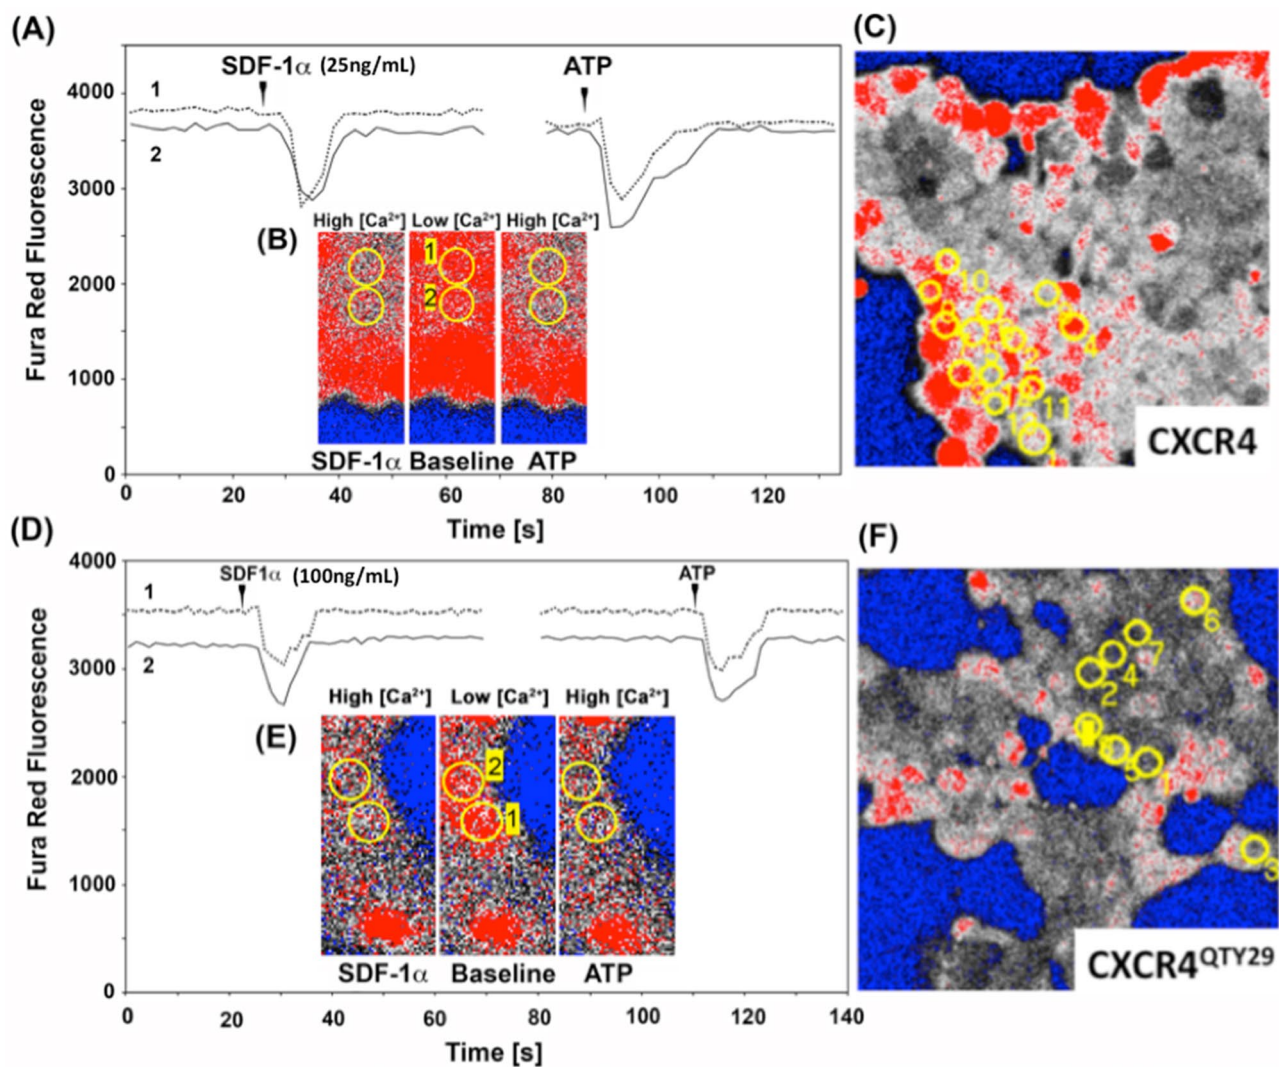 (A)
SDF-1α (25ng/mL)
ATP
1
2
4000
3000
2000
1000
0
Fura Red Fluorescence
(B)
High [Ca²⁺] Low [Ca²⁺] High [Ca²⁺]
1
2
SDF-1α Baseline ATP
0 20 40 60 80 100 120
Time [s]
(C)
10
8
4
2
11
1
CXCR4
(D)
SDF1α (100ng/mL)
ATP
1
2
4000
3000
2000
1000
0
Fura Red Fluorescence
(E)
High [Ca²⁺] Low [Ca²⁺] High [Ca²⁺]
2
1
SDF-1α Baseline ATP
0 20 40 60 80 100 120 140
Time [s]
(F)
6
7
4
2
5
1
3
CXCR4QTY29